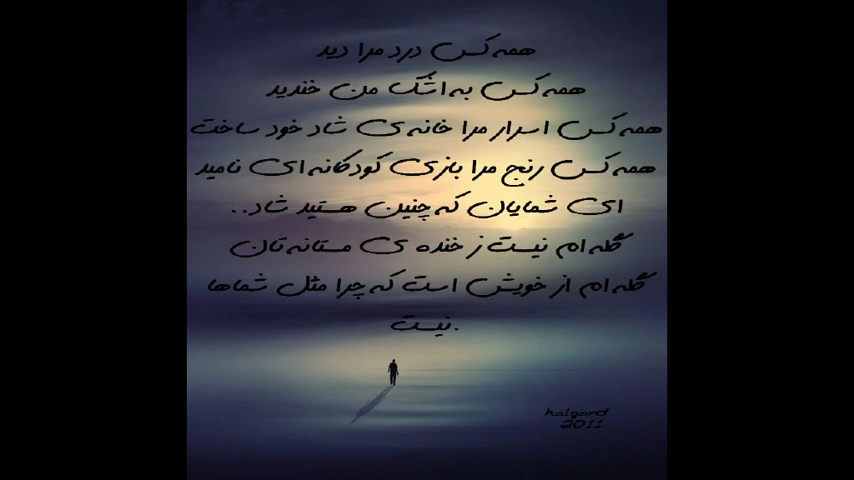 همه کس درد مرا دید
همه کس به اشک من خندید
همه کس اسرار مرا خانه ی شاد خود ساخت
همه کس رنج مرا بازی کودکانه ای نامید
ای شمایان که چنین هستید شاد..
گله ام نیست ز خنده ی مستانه تان
گله ام از خویش است که چرا مثل شماها
نیست.
halgord
2011